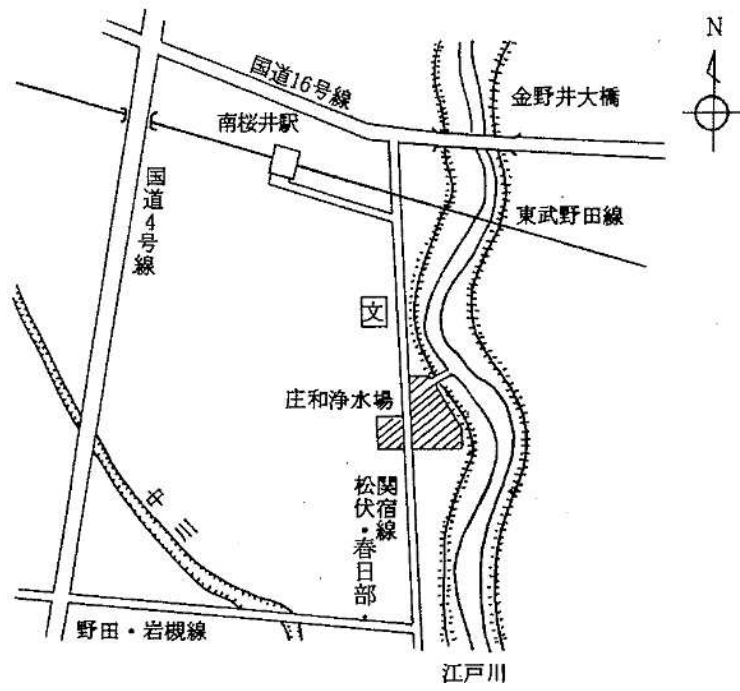 N
国道16号線
金野井大橋
南桜井駅
国道4号線
東武野田線
文
庄和浄水場
関宿線
松伏・春日部
中川
野田・岩槻線
江戸川